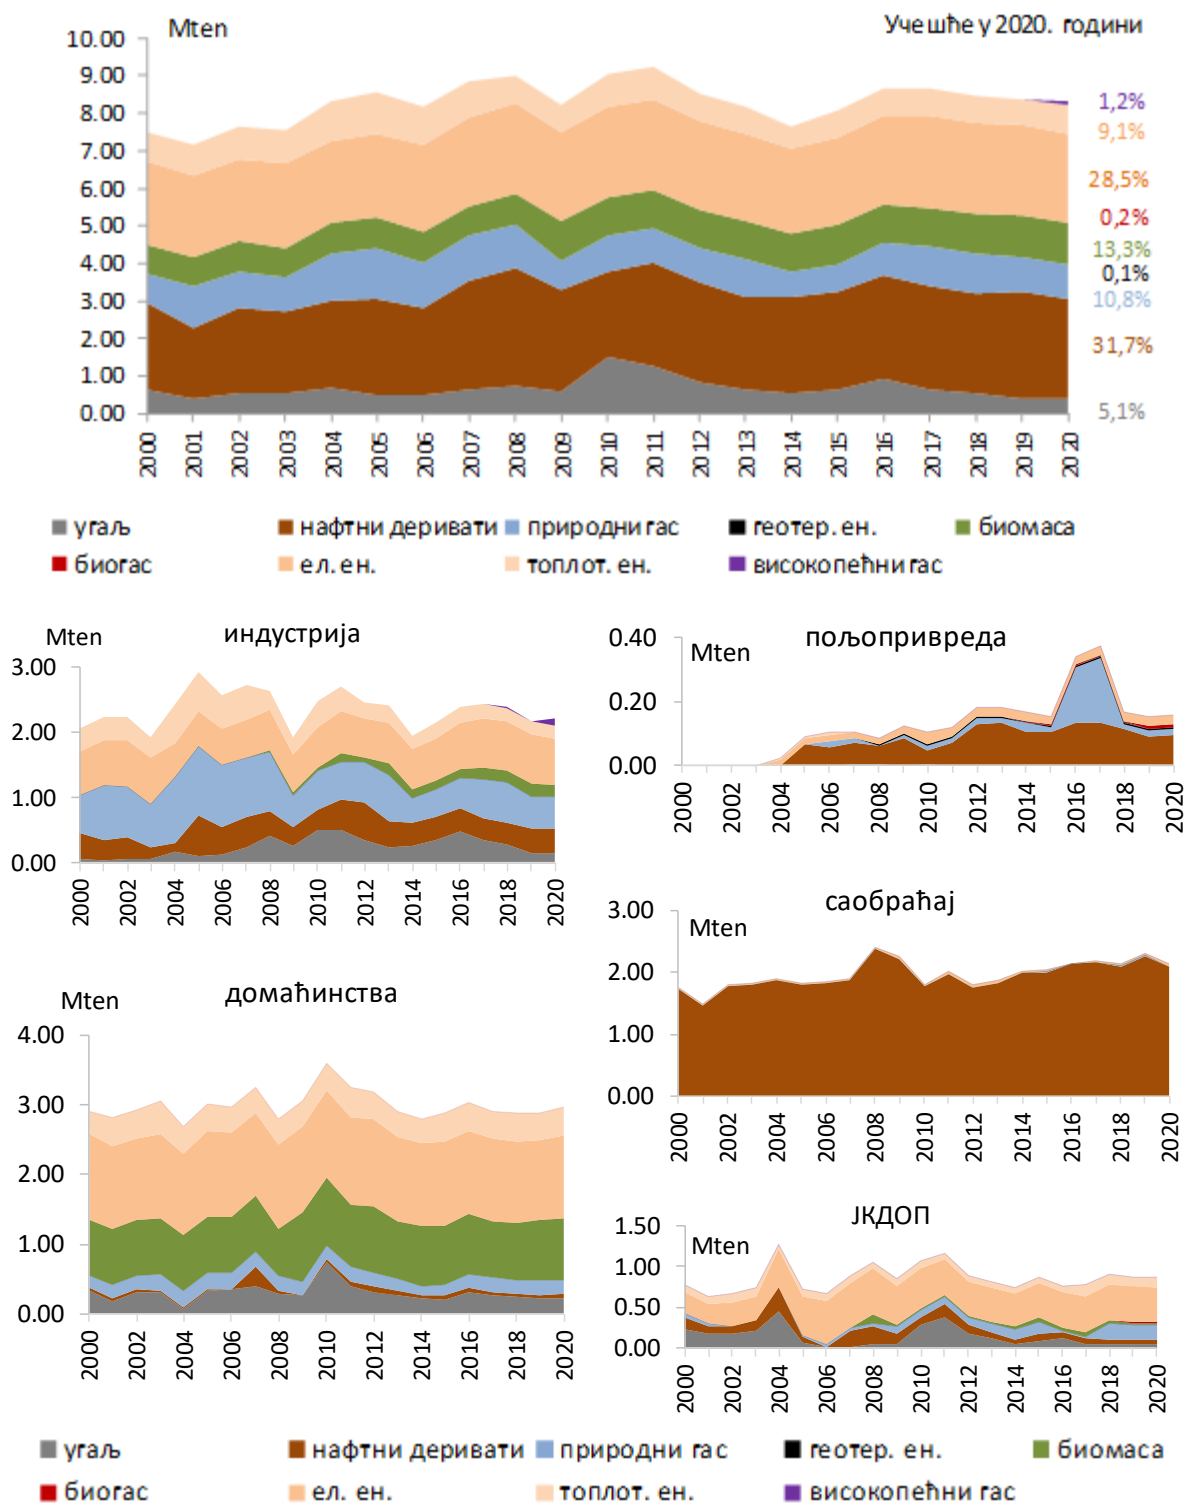 Mten
Учешће у 2020. години
10.00
9.00
8.00
7.00
6.00
5.00
4.00
3.00
2.00
1.00
0.00
1,2%
9,1%
28,5%
0,2%
13,3%
0,1%
10,8%
31,7%
5,1%
2000 2001 2002 2003 2004 2005 2006 2007 2008 2009 2010 2011 2012 2013 2014 2015 2016 2017 2018 2019 2020
угаљ нафтни деривати природни гас геотер. ен. биомаса
биогас ел. ен. топлот. ен. високопећни гас
Mten
индустрија
3.00
2.00
1.00
0.00
2000 2002 2004 2006 2008 2010 2012 2014 2016 2018 2020
пољопривреда
Mten
0.40
0.20
0.00
2000 2002 2004 2006 2008 2010 2012 2014 2016 2018 2020
саобраћај
Mten
3.00
2.00
1.00
0.00
2000 2002 2004 2006 2008 2010 2012 2014 2016 2018 2020
Mten
домаћинства
4.00
3.00
2.00
1.00
0.00
2000 2002 2004 2006 2008 2010 2012 2014 2016 2018 2020
ЈКДОП
Mten
1.50
1.00
0.50
0.00
2000 2002 2004 2006 2008 2010 2012 2014 2016 2018 2020
угаљ нафтни деривати природни гас геотер. ен. биомаса
биогас ел. ен. топлот. ен. високопећни гас